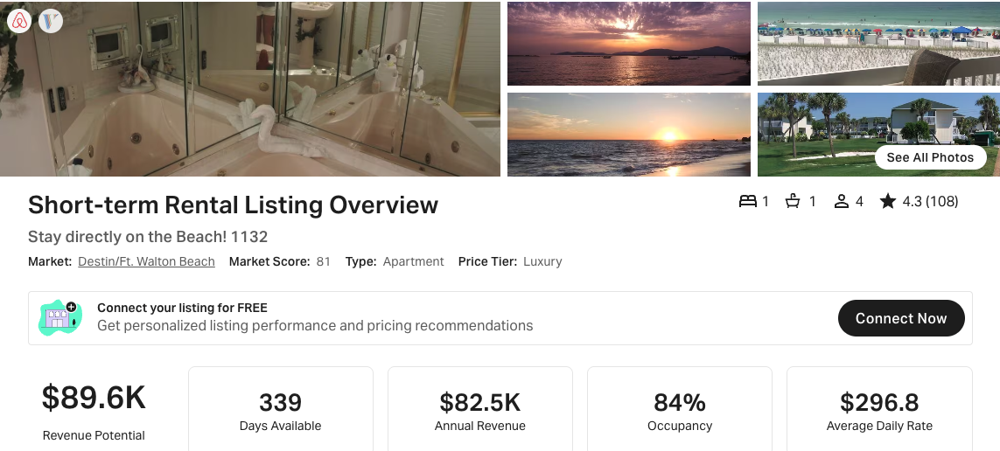 See All Photos
Short-term Rental Listing Overview
1 1 4 4.3 (108)
Stay directly on the Beach! 1132
Market: Destin/Ft. Walton Beach Market Score: 81 Type: Apartment Price Tier: Luxury
Connect your listing for FREE
Get personalized listing performance and pricing recommendations
Connect Now
$89.6K
Revenue Potential
339
Days Available
$82.5K
Annual Revenue
84%
Occupancy
$296.8
Average Daily Rate